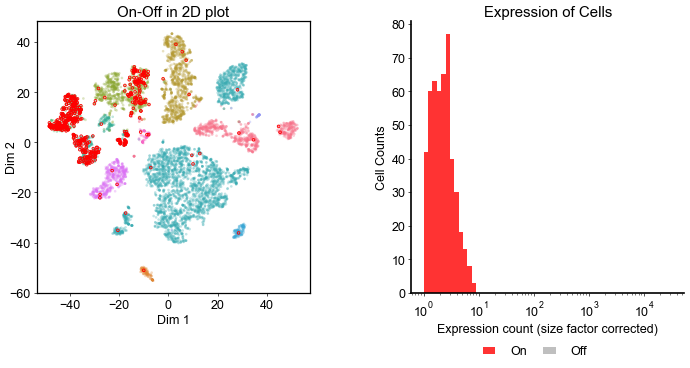 On-Off in 2D plot
40
20
0
−20
−40
−60
−40 −20 0 20 40
Dim 2
Dim 1
Expression of Cells
80
70
60
50
40
30
20
10
0
Cell Counts
10^0 10^1 10^2 10^3 10^4
Expression count (size factor corrected)
On Off